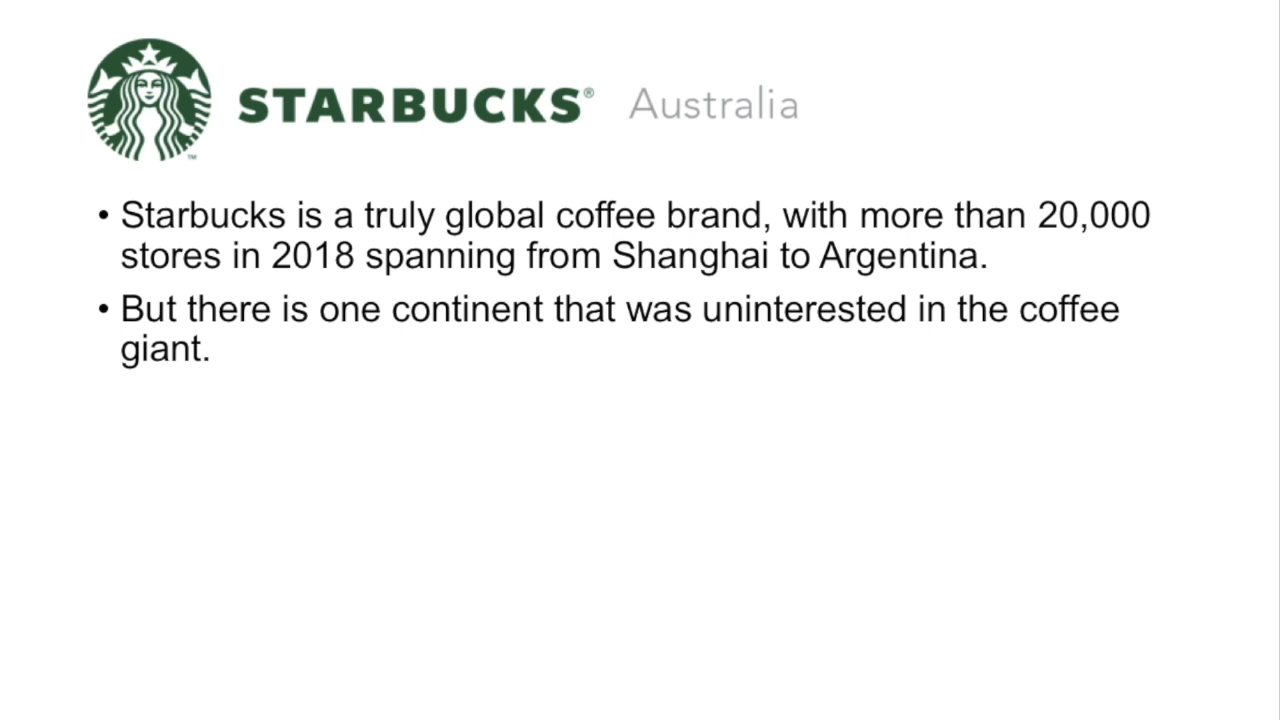 STARBUCKS® Australia
TM
• Starbucks is a truly global coffee brand, with more than 20,000
stores in 2018 spanning from Shanghai to Argentina.
• But there is one continent that was uninterested in the coffee
giant.